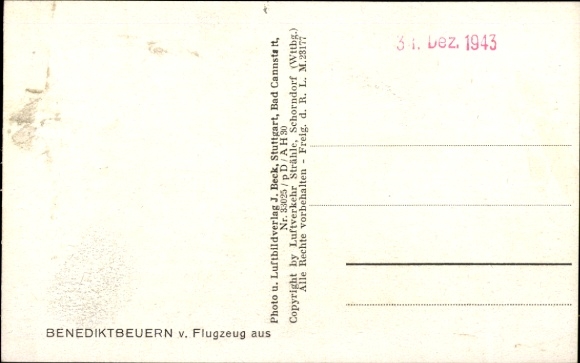 31. Dez. 1943
Photo u. Luftbildverlag J. Beck, Stuttgart, Bad Cannstatt,
Nr. 33025 / p D / A H 30
Copyright by Luftverkehr Strähle, Schorndorf (Wttbg.)
Alle Rechte vorbehalten - Freig. d. R. L. M. 23177
BENEDIKTBEUERN v. Flugzeug aus